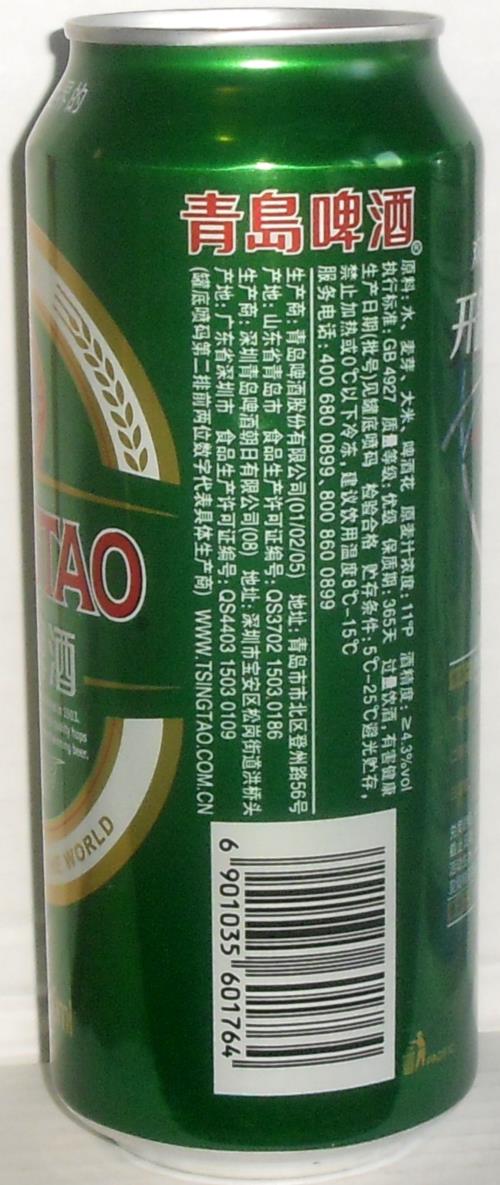 的
青島啤酒®
原料:水、麦芽、大米、啤酒花 原麦汁浓度:11°P 酒精度:≥4.3%vol
执行标准:GB 4927 质量等级:优级 保质期:365天 过量饮酒,有害健康
生产日期(批号)见罐底喷码 检验合格 贮存条件:5℃-25℃避光贮存,
禁止加热或0℃以下冷冻,建议饮用温度8℃-15℃
服务电话:400 680 0899、800 860 0899
生产商:青岛啤酒股份有限公司(01/02/05) 地址:青岛市市北区登州路56号
产地:山东省青岛市 食品生产许可证编号:QS3702 1503 0186
生产商:深圳青岛啤酒朝日有限公司(08) 地址:深圳市宝安区松岗街道洪桥头
产地:广东省深圳市 食品生产许可证编号:QS4403 1503 0109
(罐底喷码第二排前两位数字代表具体生产商) WWW.TSINGTAO.COM.CN
6 901035 601764
TAO
酒
in 1903.
hops
beer.
WORLD
ml
开